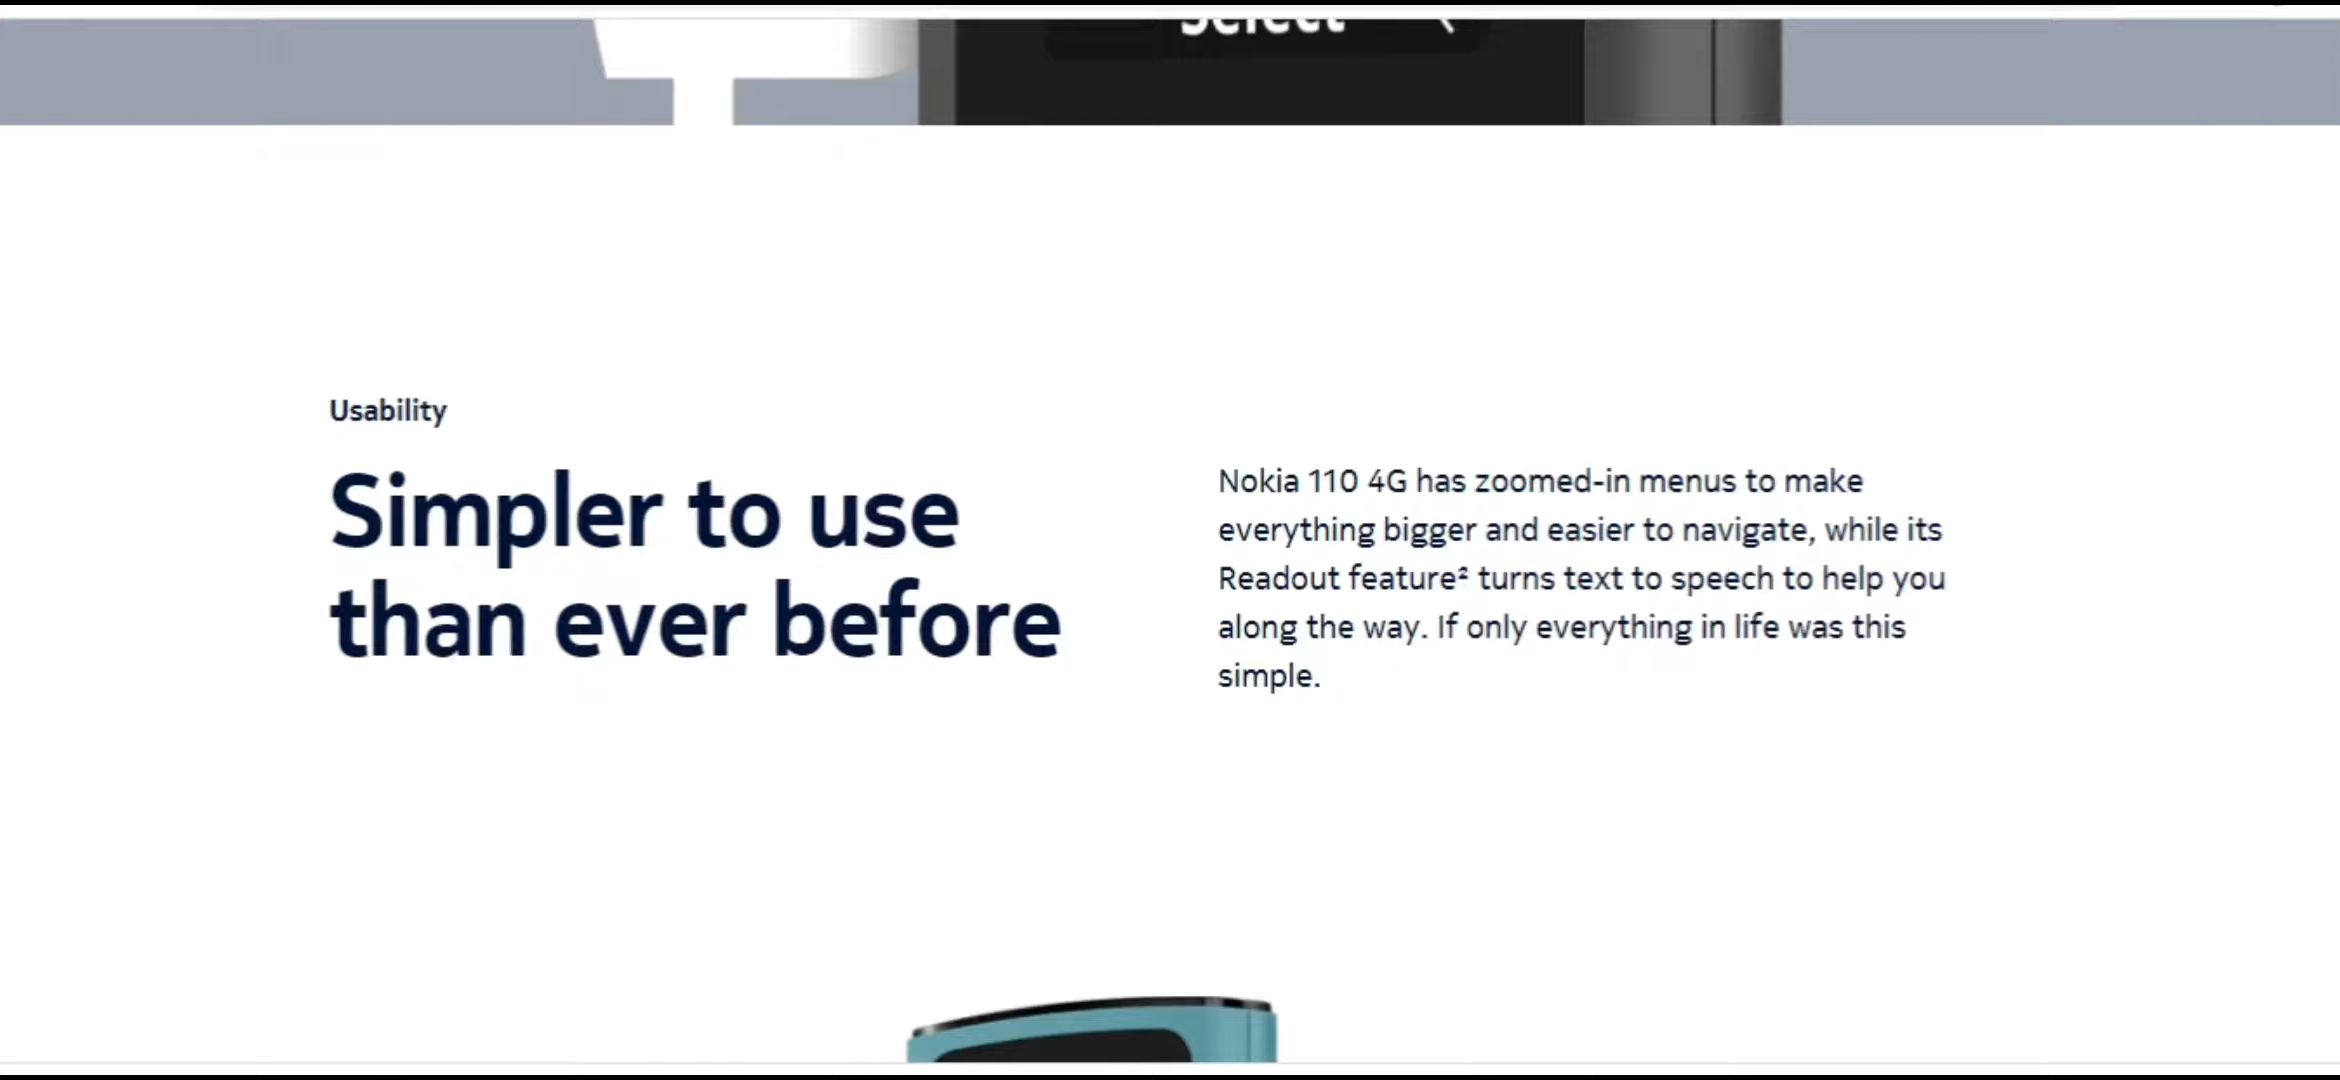 Select
Usability
Simpler to use
than ever before
Nokia 110 4G has zoomed-in menus to make
everything bigger and easier to navigate, while its
Readout feature² turns text to speech to help you
along the way. If only everything in life was this
simple.